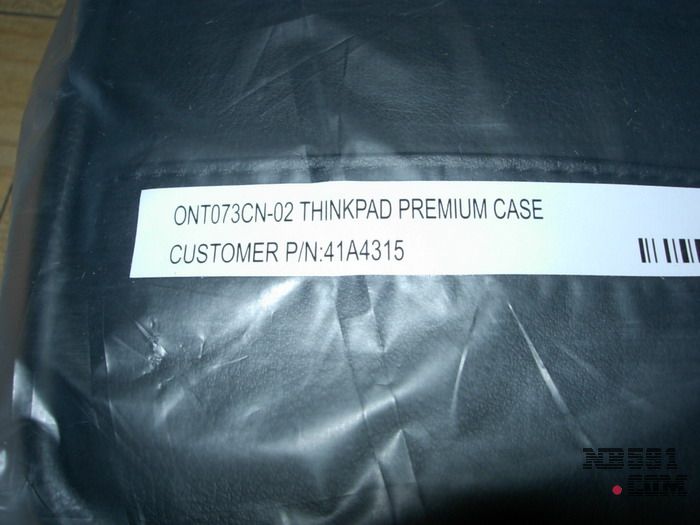 ONT073CN-02 THINKPAD PREMIUM CASE
CUSTOMER P/N:41A4315
NB591
.COM